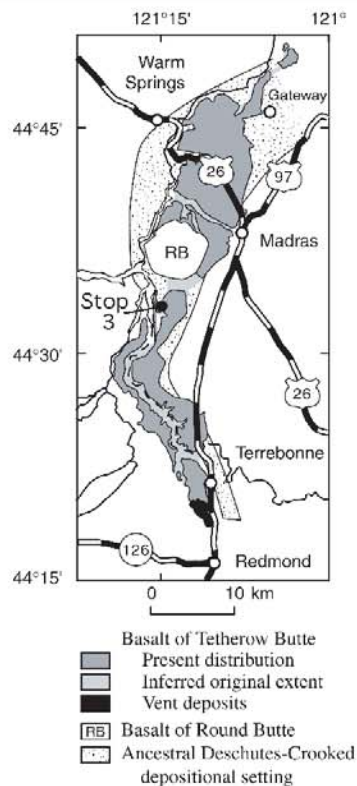 121°15' 121°
Warm
Springs
Gateway
44°45'
26
97
Madras
RB
Stop
3
44°30'
26
Terrebonne
126
Redmond
44°15'
0 10 km
Basalt of Tetherow Butte
Present distribution
Inferred original extent
Vent deposits
RB Basalt of Round Butte
Ancestral Deschutes-Crooked
depositional setting